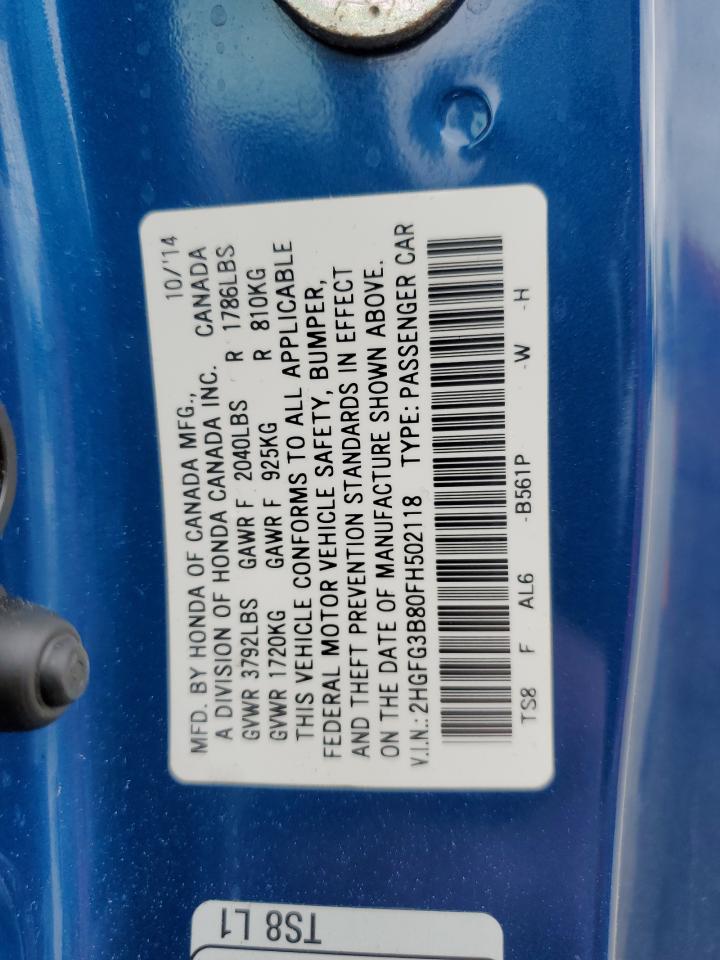 10/'14
MFD. BY HONDA OF CANADA MFG.,
A DIVISION OF HONDA CANADA INC. CANADA
GVWR 3792LBS GAWR F 2040LBS R 1786LBS
GVWR 1720KG GAWR F 925KG R 810KG
THIS VEHICLE CONFORMS TO ALL APPLICABLE
FEDERAL MOTOR VEHICLE SAFETY, BUMPER,
AND THEFT PREVENTION STANDARDS IN EFFECT
ON THE DATE OF MANUFACTURE SHOWN ABOVE.
V.I.N.: 2HGFG3B80FH502118 TYPE: PASSENGER CAR
TS8 F AL6 -B561P -W -H
TS8 L1